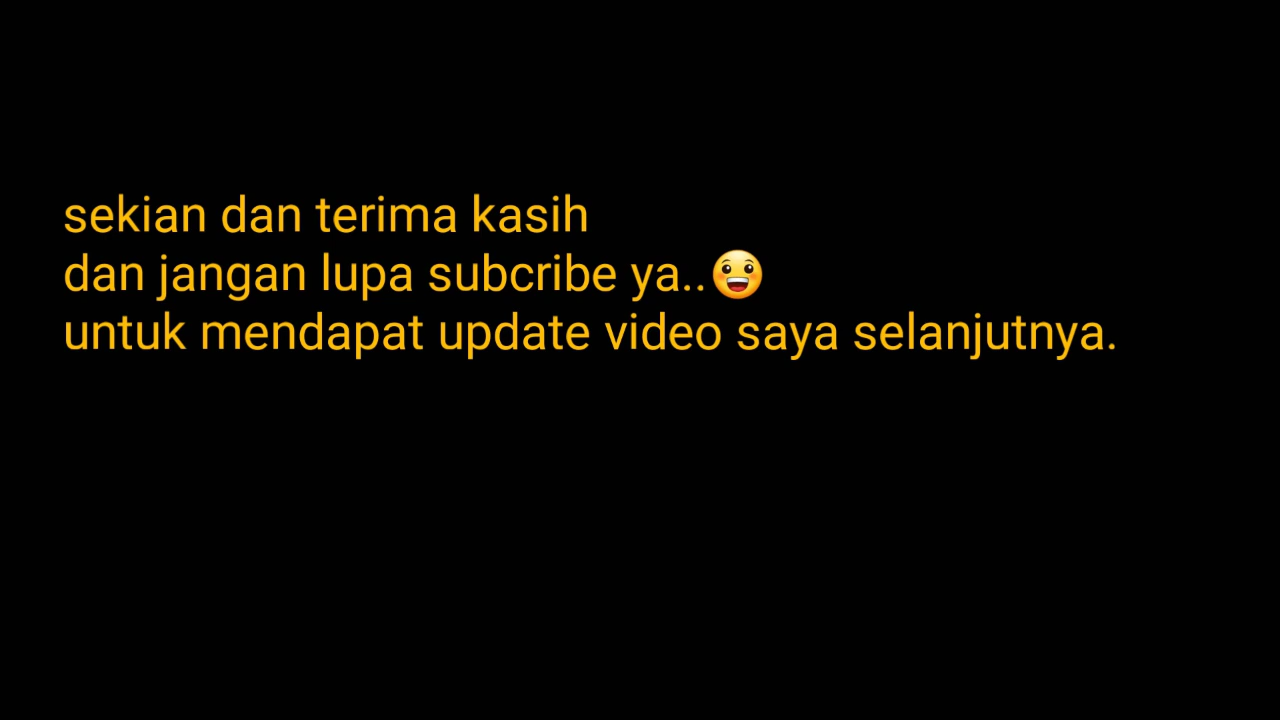 sekian dan terima kasih
dan jangan lupa subcribe ya..😀
untuk mendapat update video saya selanjutnya.